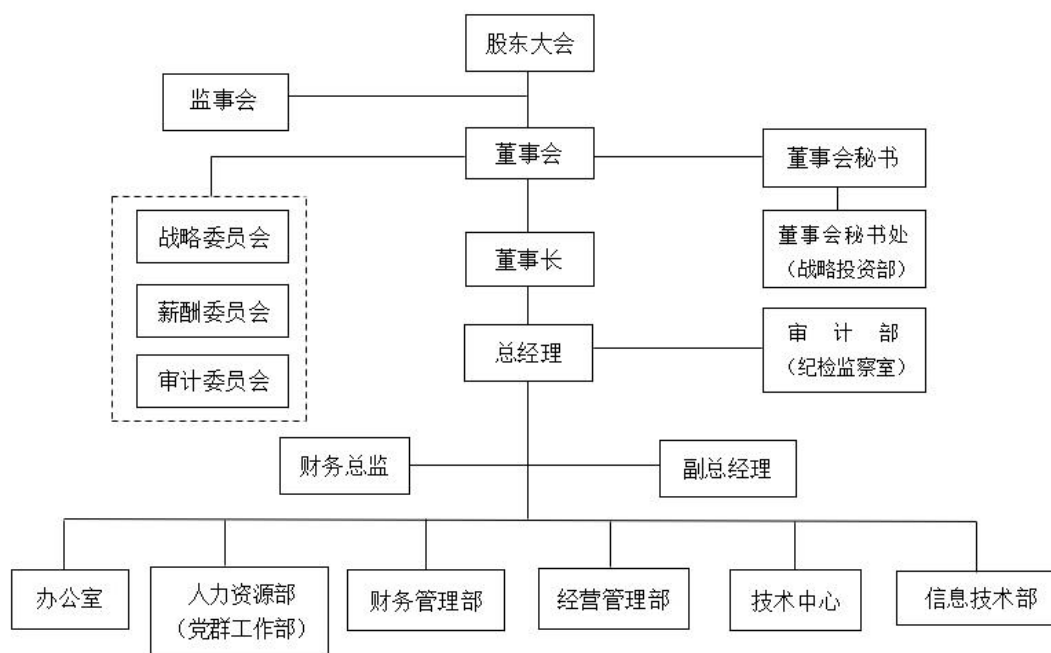 股东大会
监事会
董事会
董事会秘书
战略委员会
董事会秘书处
（战略投资部）
董事长
薪酬委员会
审计部
（纪检监察室）
总经理
审计委员会
财务总监
副总经理
办公室
人力资源部
（党群工作部）
财务管理部
经营管理部
技术中心
信息技术部